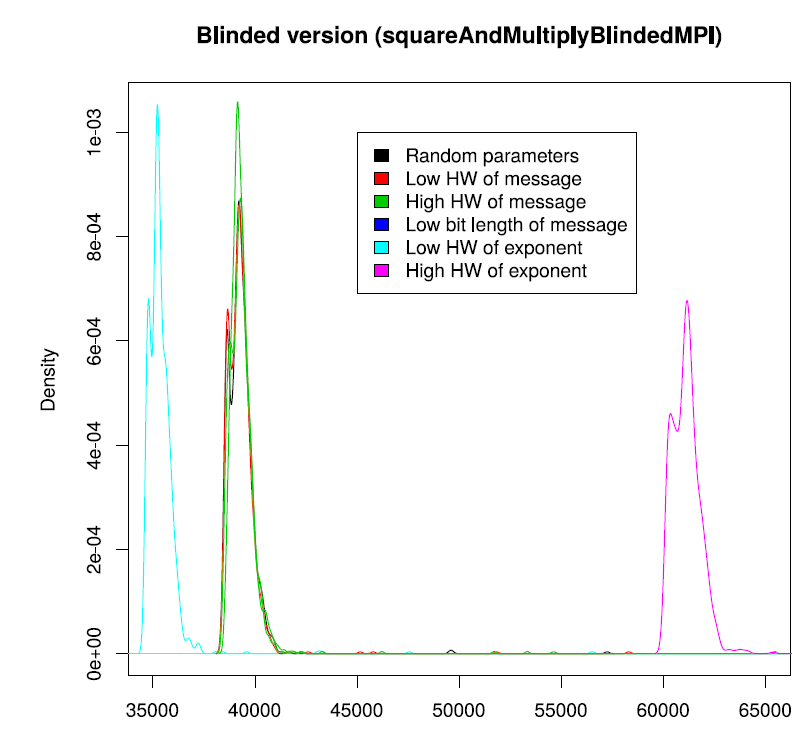 Blinded version (squareAndMultiplyBlindedMPI)
Density
1e-03
8e-04
6e-04
4e-04
2e-04
0e+00
Random parameters
Low HW of message
High HW of message
Low bit length of message
Low HW of exponent
High HW of exponent
35000 40000 45000 50000 55000 60000 65000